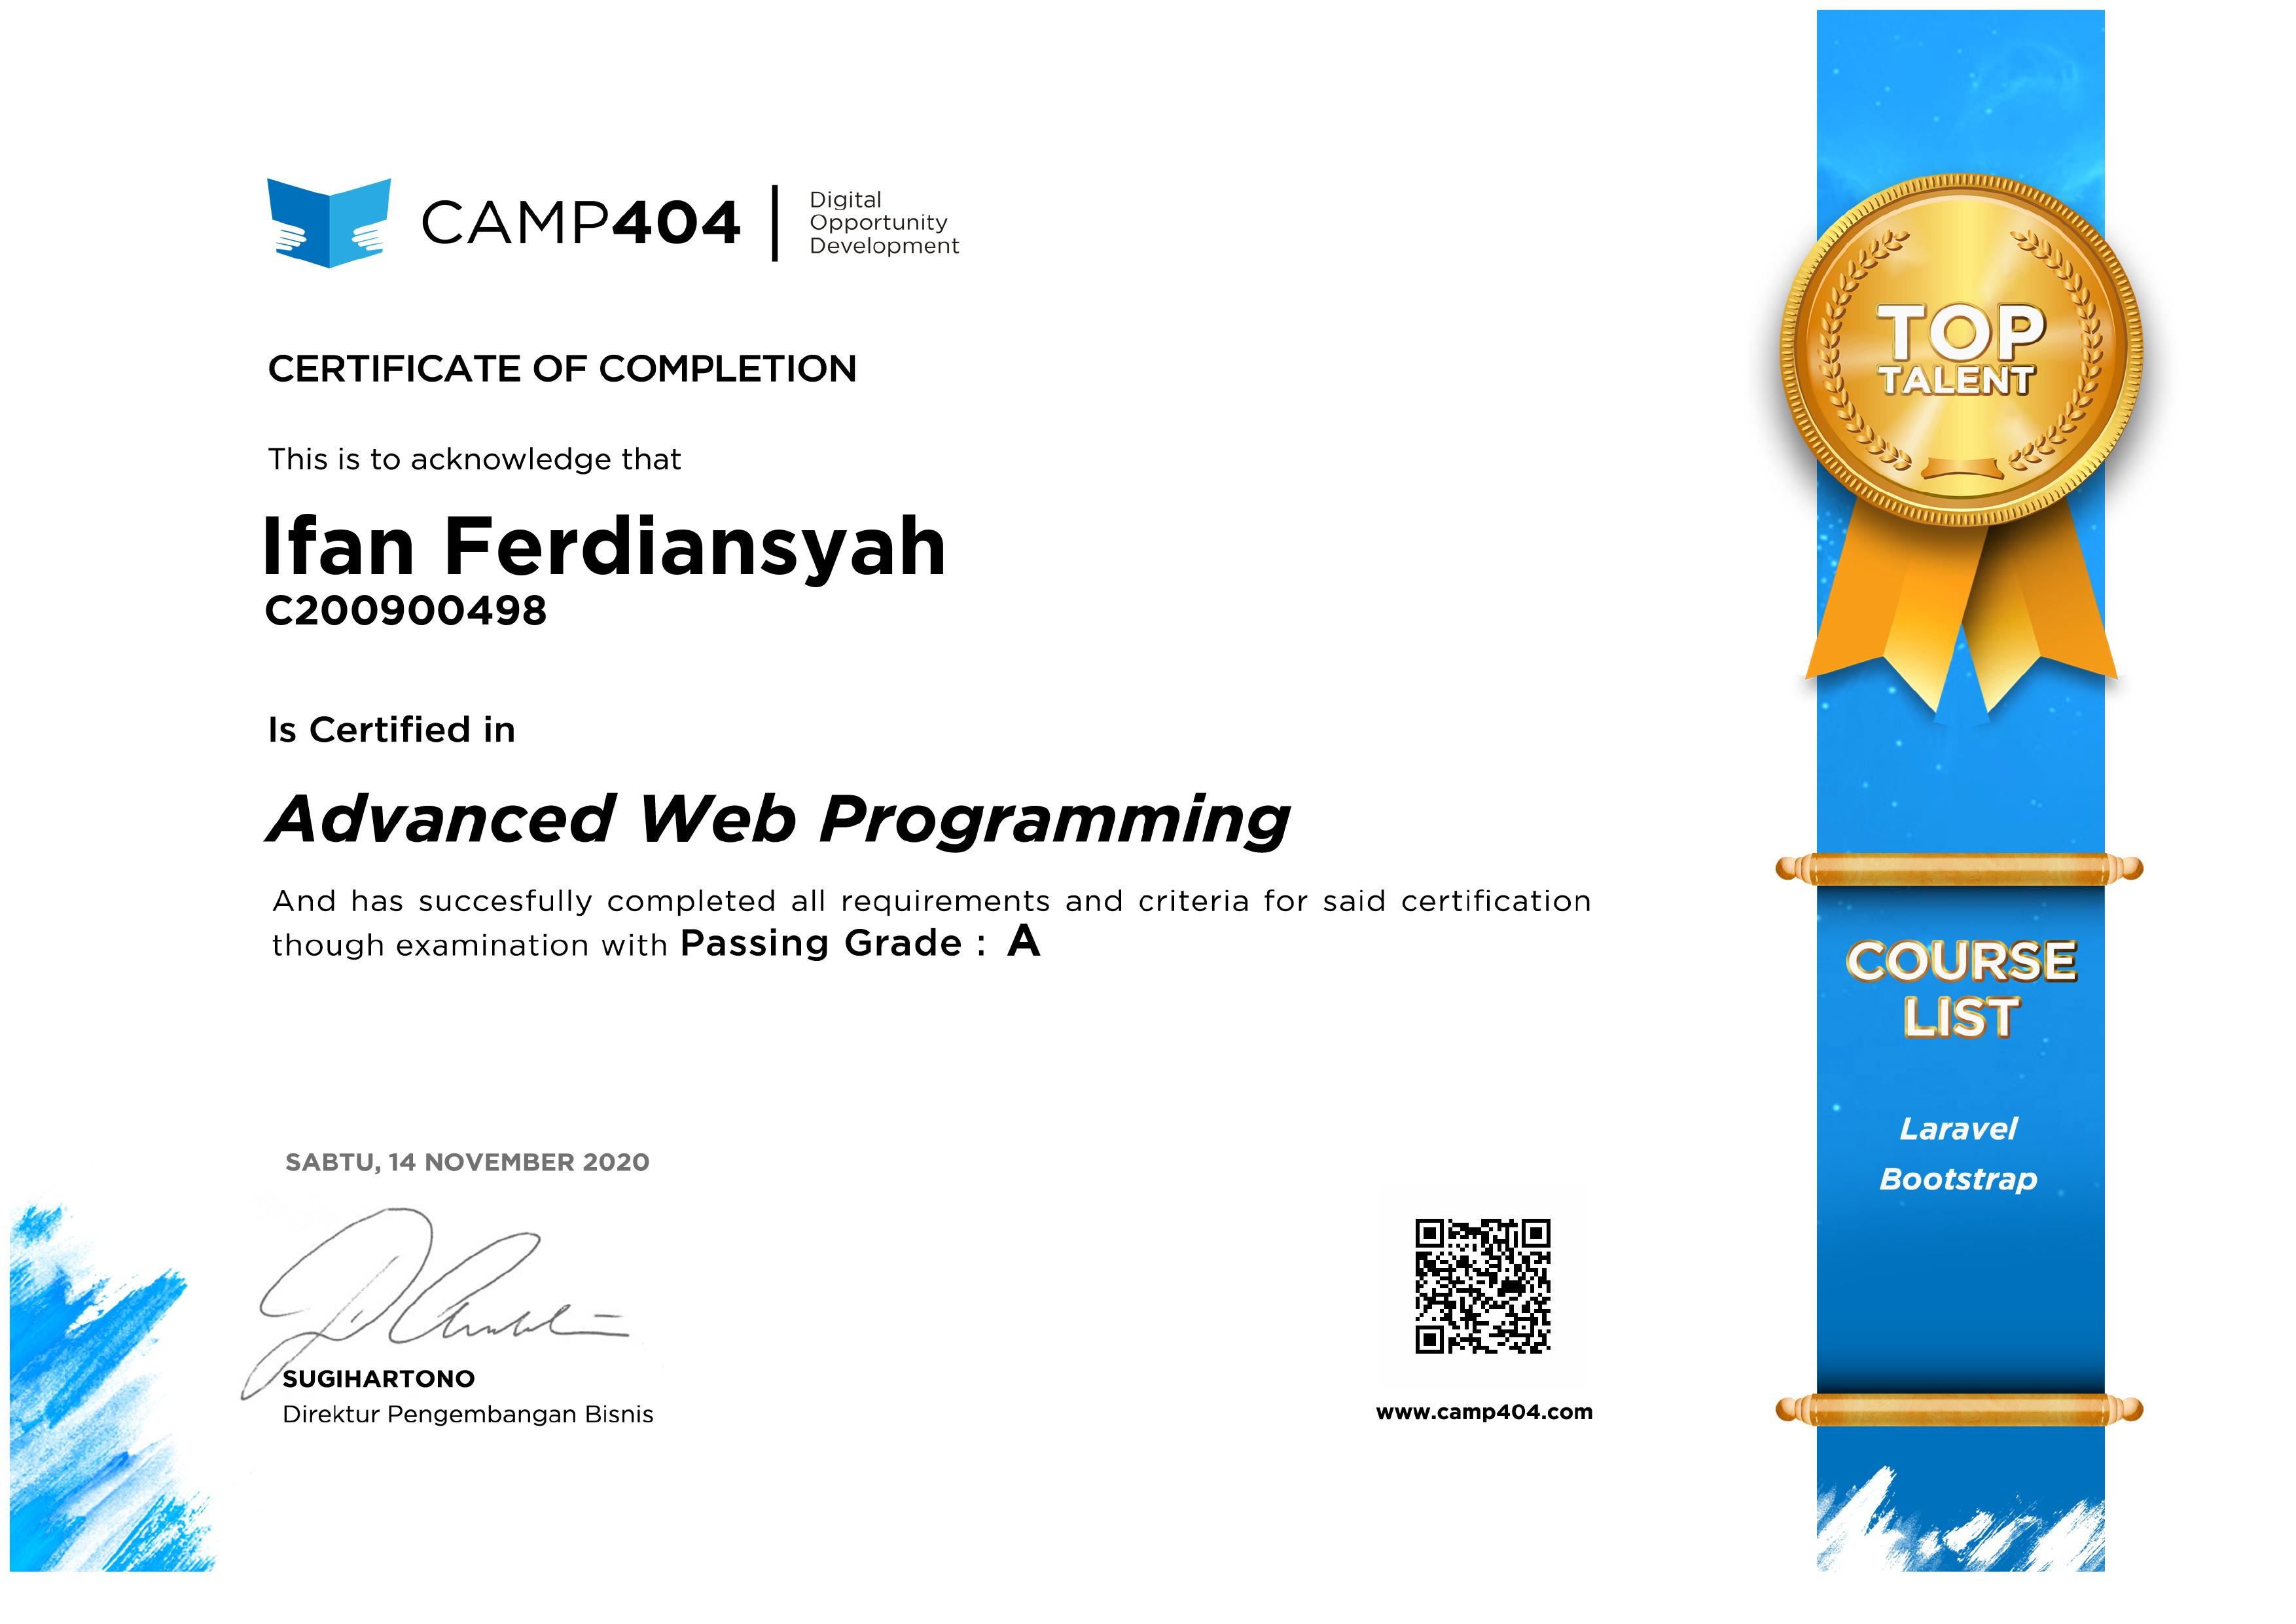 CAMP404
Digital
Opportunity
Development
CERTIFICATE OF COMPLETION
This is to acknowledge that
Ifan Ferdiansyah
C200900498
Is Certified in
Advanced Web Programming
And has succesfully completed all requirements and criteria for said certification
though examination with Passing Grade : A
SABTU, 14 NOVEMBER 2020
SUGIHARTONO
Direktur Pengembangan Bisnis
www.camp404.com
TOP
TALENT
COURSE
LIST
Laravel
Bootstrap